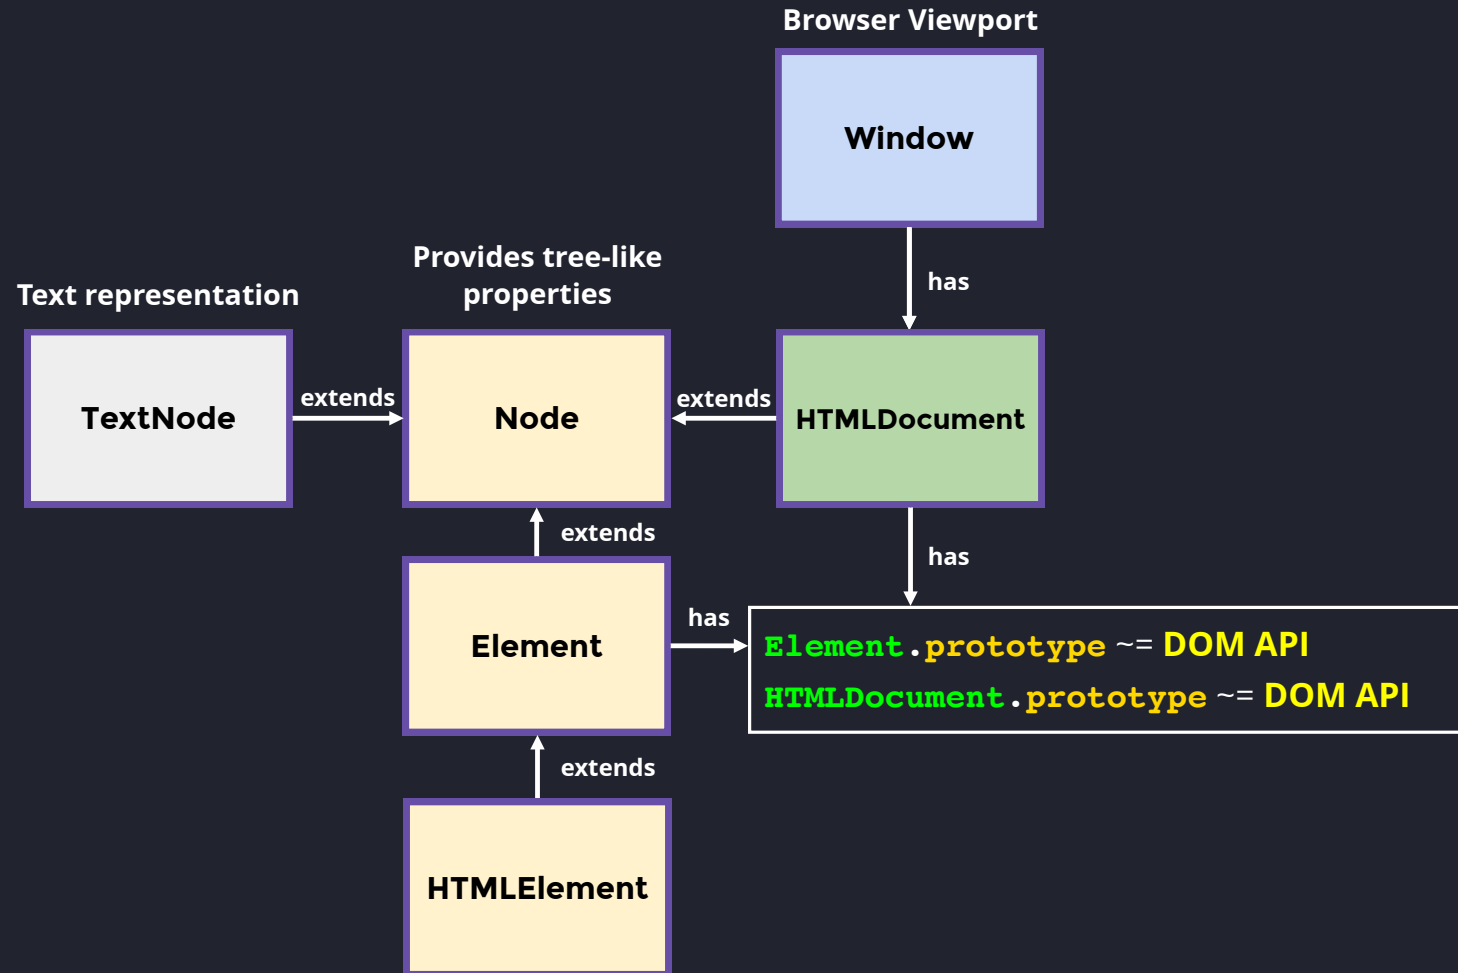 Browser Viewport
Window
has
Provides tree-like
properties
Text representation
TextNode
extends
Node
extends
HTMLDocument
extends
has
Element
has
Element.prototype ~= DOM API
HTMLDocument.prototype ~= DOM API
extends
HTMLElement